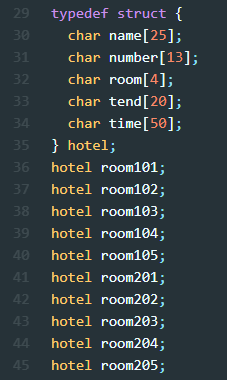 29 typedef struct {
30 char name[25];
31 char number[13];
32 char room[4];
33 char tend[20];
34 char time[50];
35 } hotel;
36 hotel room101;
37 hotel room102;
38 hotel room103;
39 hotel room104;
40 hotel room105;
41 hotel room201;
42 hotel room202;
43 hotel room203;
44 hotel room204;
45 hotel room205;